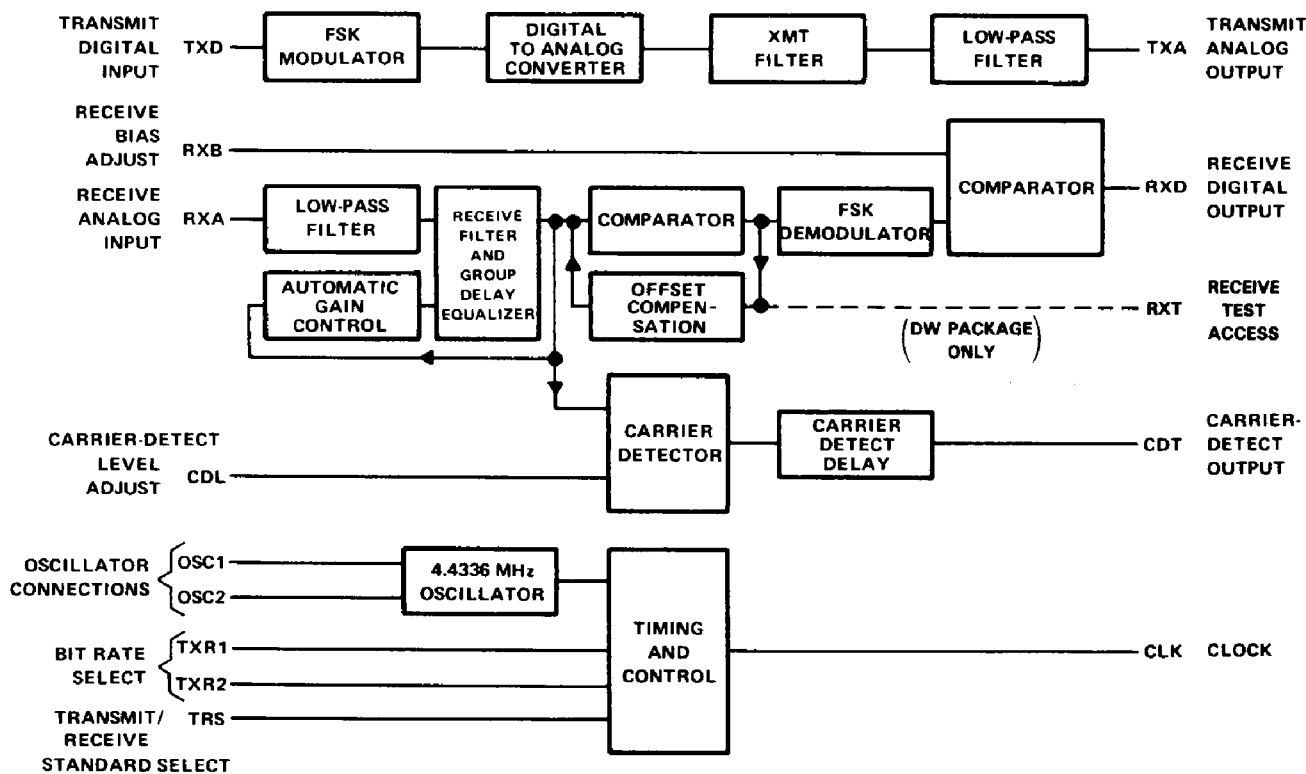 TRANSMIT
DIGITAL
INPUT
TXD
FSK
MODULATOR
DIGITAL
TO ANALOG
CONVERTER
XMT
FILTER
LOW-PASS
FILTER
TXA
TRANSMIT
ANALOG
OUTPUT
RECEIVE
BIAS
ADJUST
RXB
COMPARATOR
RXD
RECEIVE
DIGITAL
OUTPUT
RECEIVE
ANALOG
INPUT
RXA
LOW-PASS
FILTER
RECEIVE
FILTER
AND
GROUP
DELAY
EQUALIZER
COMPARATOR
FSK
DEMODULATOR
AUTOMATIC
GAIN
CONTROL
OFFSET
COMPEN-
SATION
RXT
RECEIVE
TEST
ACCESS
(DW PACKAGE
ONLY)
CARRIER-DETECT
LEVEL
ADJUST
CDL
CARRIER
DETECTOR
CARRIER
DETECT
DELAY
CDT
CARRIER-
DETECT
OUTPUT
OSCILLATOR
CONNECTIONS
OSC1
OSC2
4.4336 MHz
OSCILLATOR
BIT RATE
SELECT
TXR1
TXR2
TRANSMIT/
RECEIVE
STANDARD SELECT
TRS
TIMING
AND
CONTROL
CLK
CLOCK